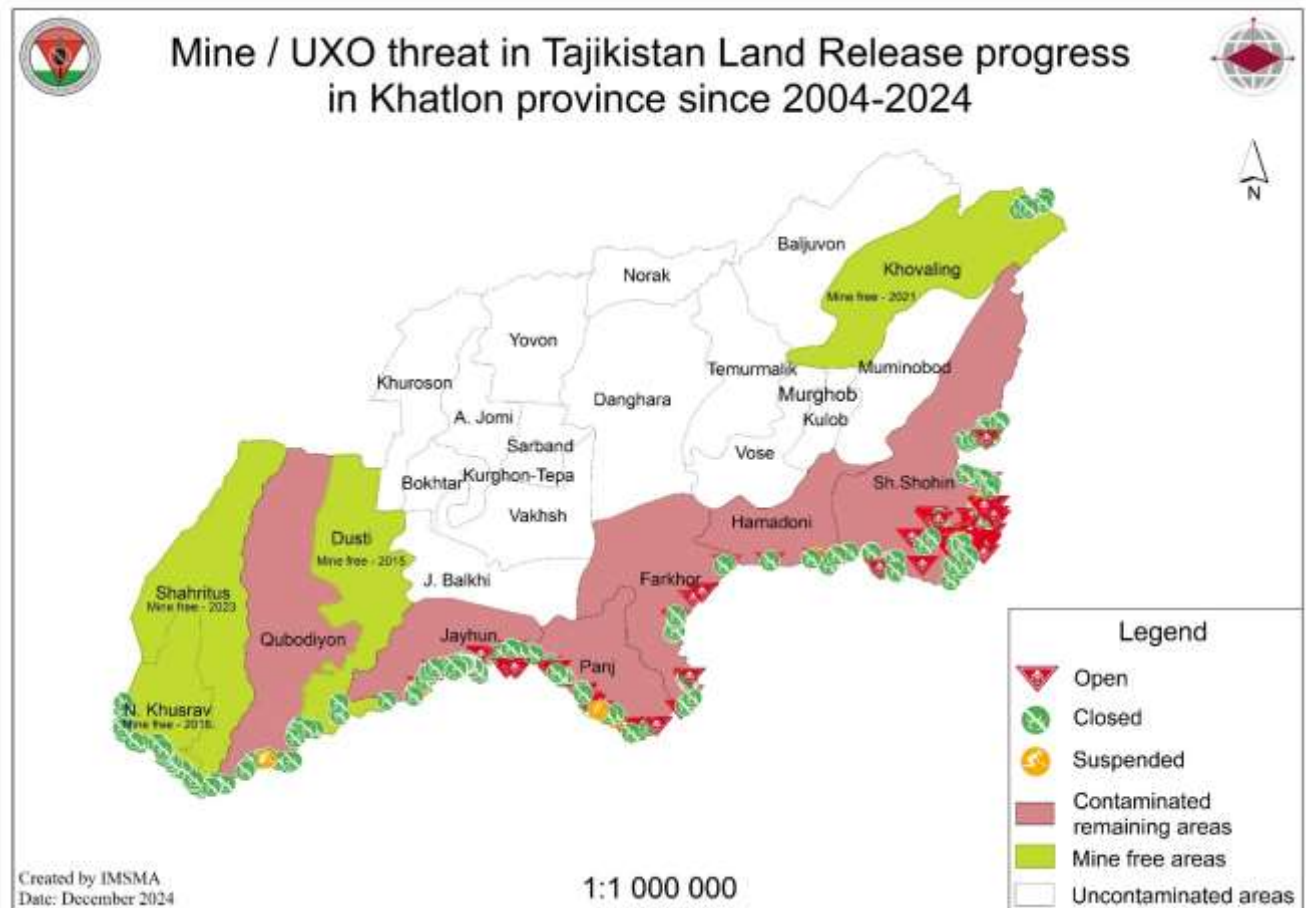 Mine / UXO threat in Tajikistan Land Release progress
in Khatlon province since 2004-2024
N
Baljuvon
Khovaling
Mine free - 2021
Norak
Yovon
Temurmalik
Muminobod
Khuroson
Danghara
Murghob
A. Jomi
Kulob
Sarband
Vose
Bokhtar
Kurghon-Tepa
Sh.Shohin
Vakhsh
Hamadoni
Dusti
Mine free - 2015
J. Balkhi
Farkhor
Shahritus
Mine free - 2023
Qubodiyon
Jayhun
Panj
N. Khusrav
Mine free - 2018
Legend
Open
Closed
Suspended
Contaminated
remaining areas
Mine free areas
Uncontaminated areas
Created by IMSMA
Date: December 2024
1:1 000 000